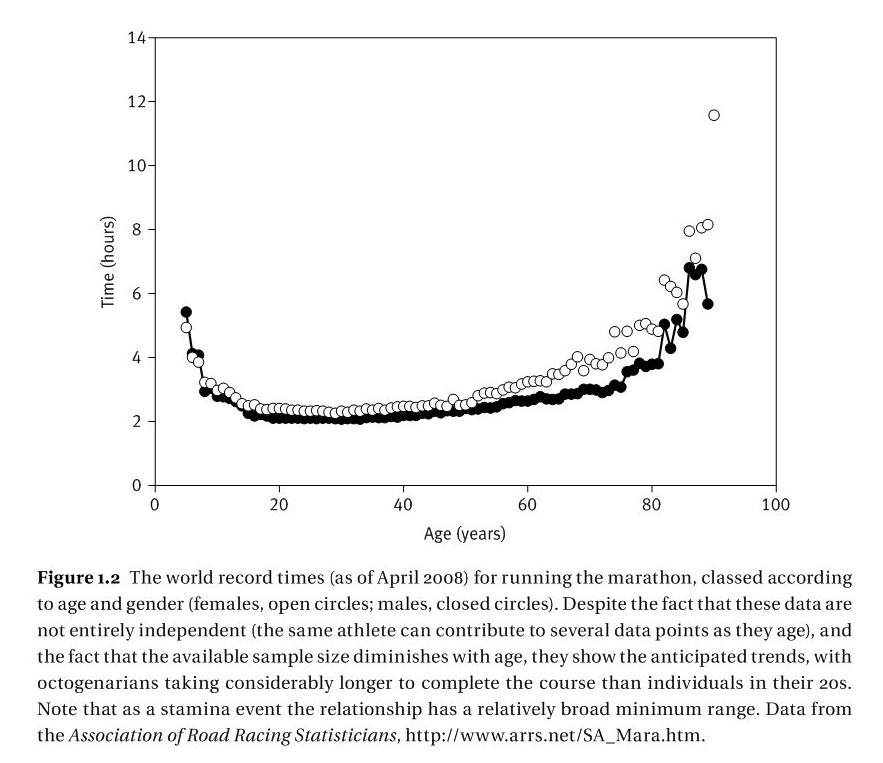 14
12
10
8
6
4
2
0
Time (hours)
0 20 40 60 80 100
Age (years)
Figure 1.2 The world record times (as of April 2008) for running the marathon, classed according
to age and gender (females, open circles; males, closed circles). Despite the fact that these data are
not entirely independent (the same athlete can contribute to several data points as they age), and
the fact that the available sample size diminishes with age, they show the anticipated trends, with
octogenarians taking considerably longer to complete the course than individuals in their 20s.
Note that as a stamina event the relationship has a relatively broad minimum range. Data from
the Association of Road Racing Statisticians, http://www.arrs.net/SA_Mara.htm.